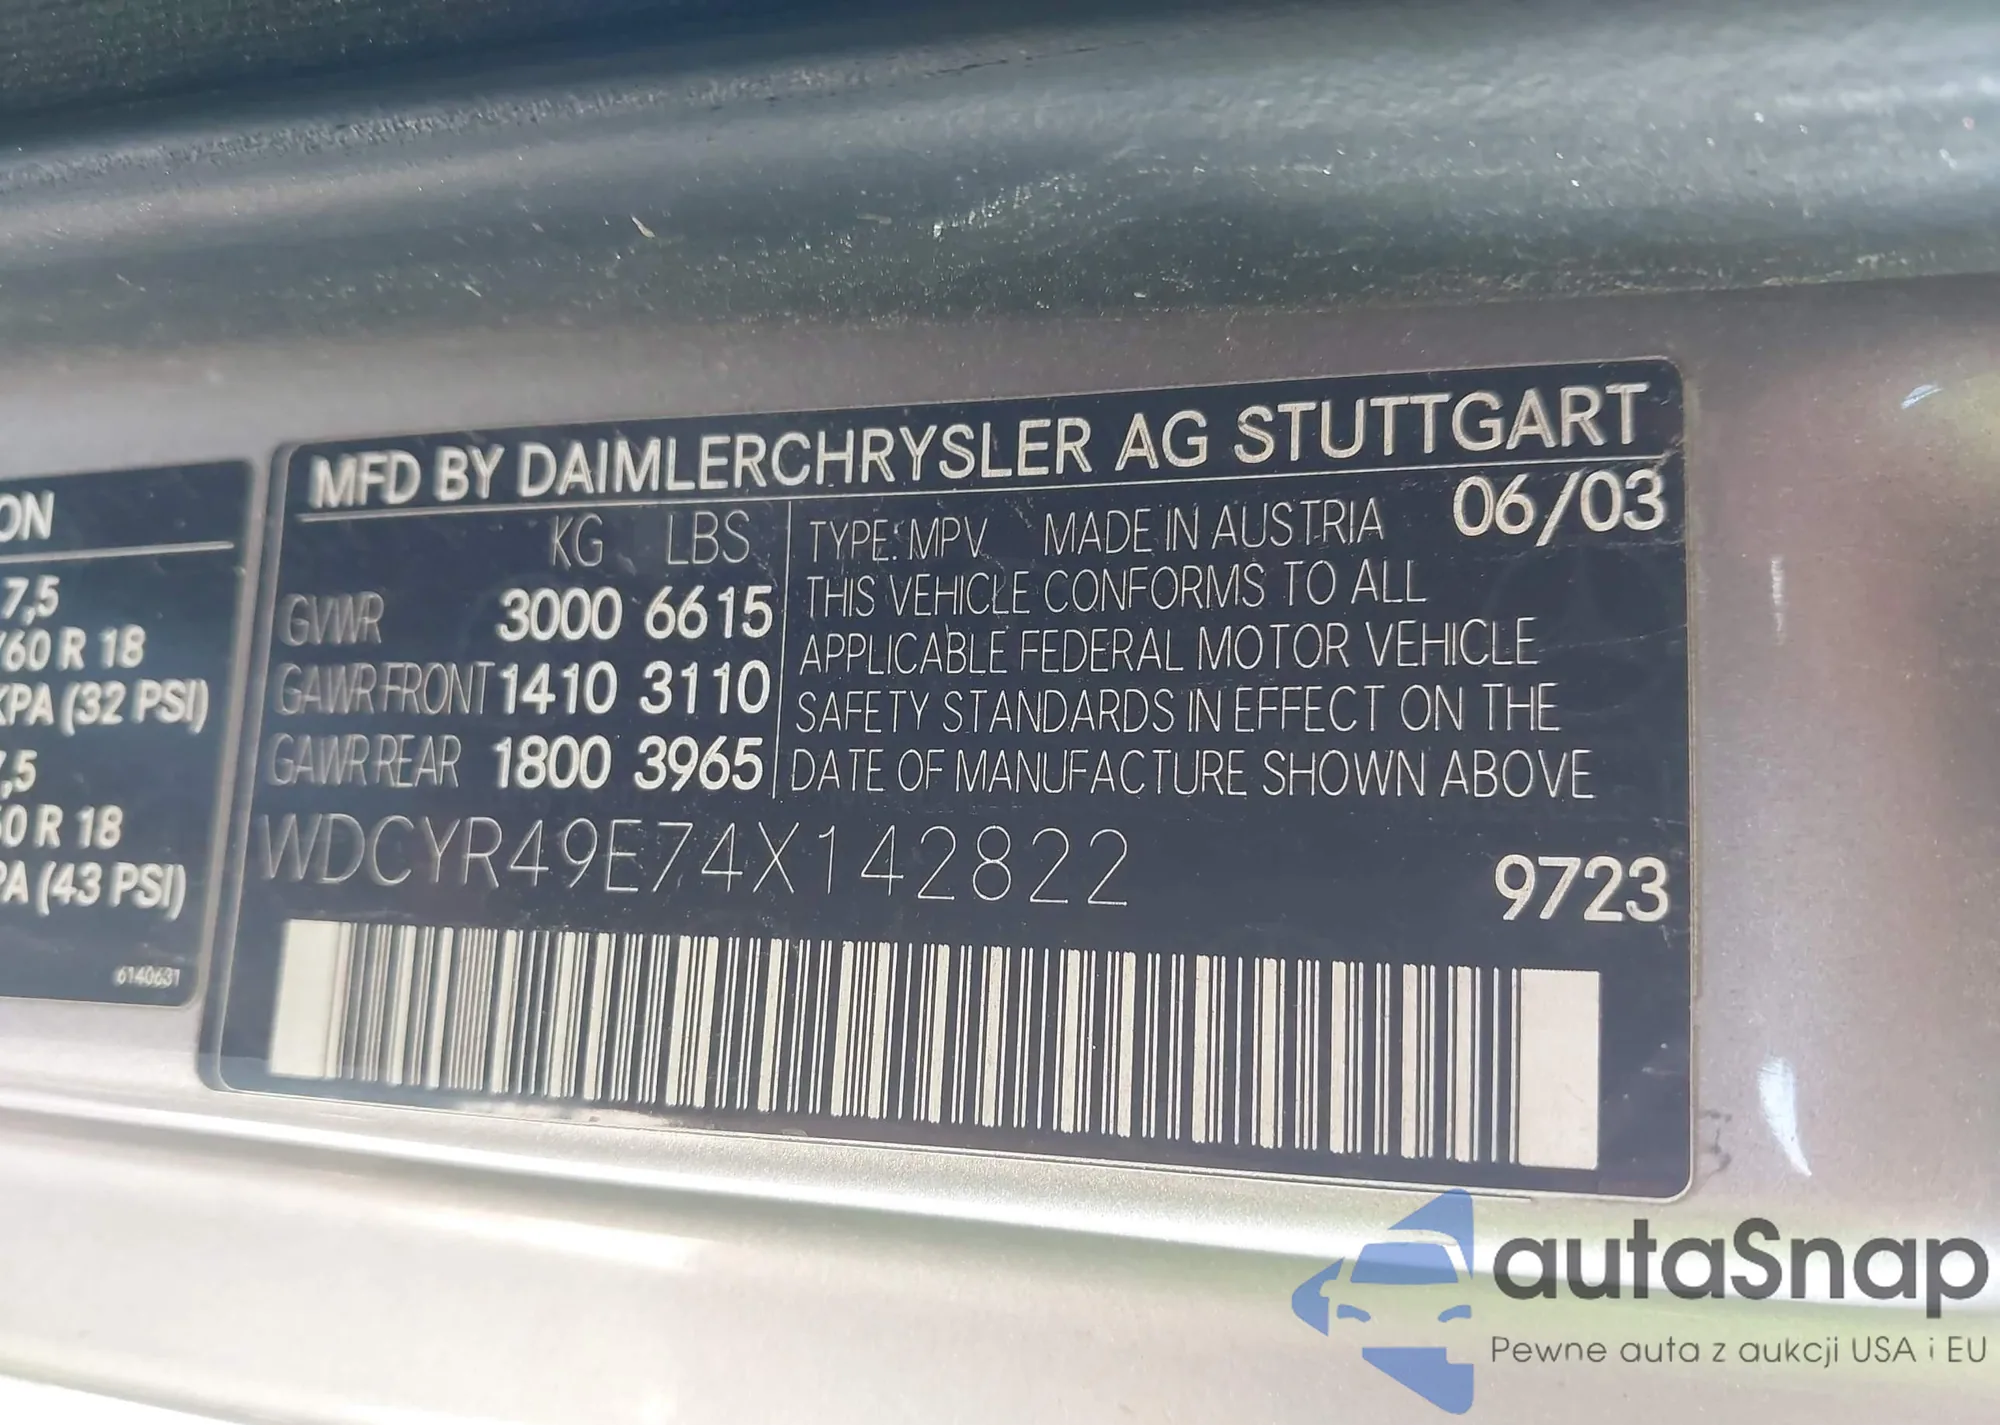 ON
7,5
/60 R 18
KPA (32 PSI)
7,5
60 R 18
PA (43 PSI)
6140631
MFD BY DAIMLERCHRYSLER AG STUTTGART
KG LBS
GVWR 3000 6615
GAWR FRONT 1410 3110
GAWR REAR 1800 3965
TYPE: MPV MADE IN AUSTRIA 06/03
THIS VEHICLE CONFORMS TO ALL
APPLICABLE FEDERAL MOTOR VEHICLE
SAFETY STANDARDS IN EFFECT ON THE
DATE OF MANUFACTURE SHOWN ABOVE
WDCYR49E74X142822
9723
autaSnap
Pewne auta z aukcji USA i EU